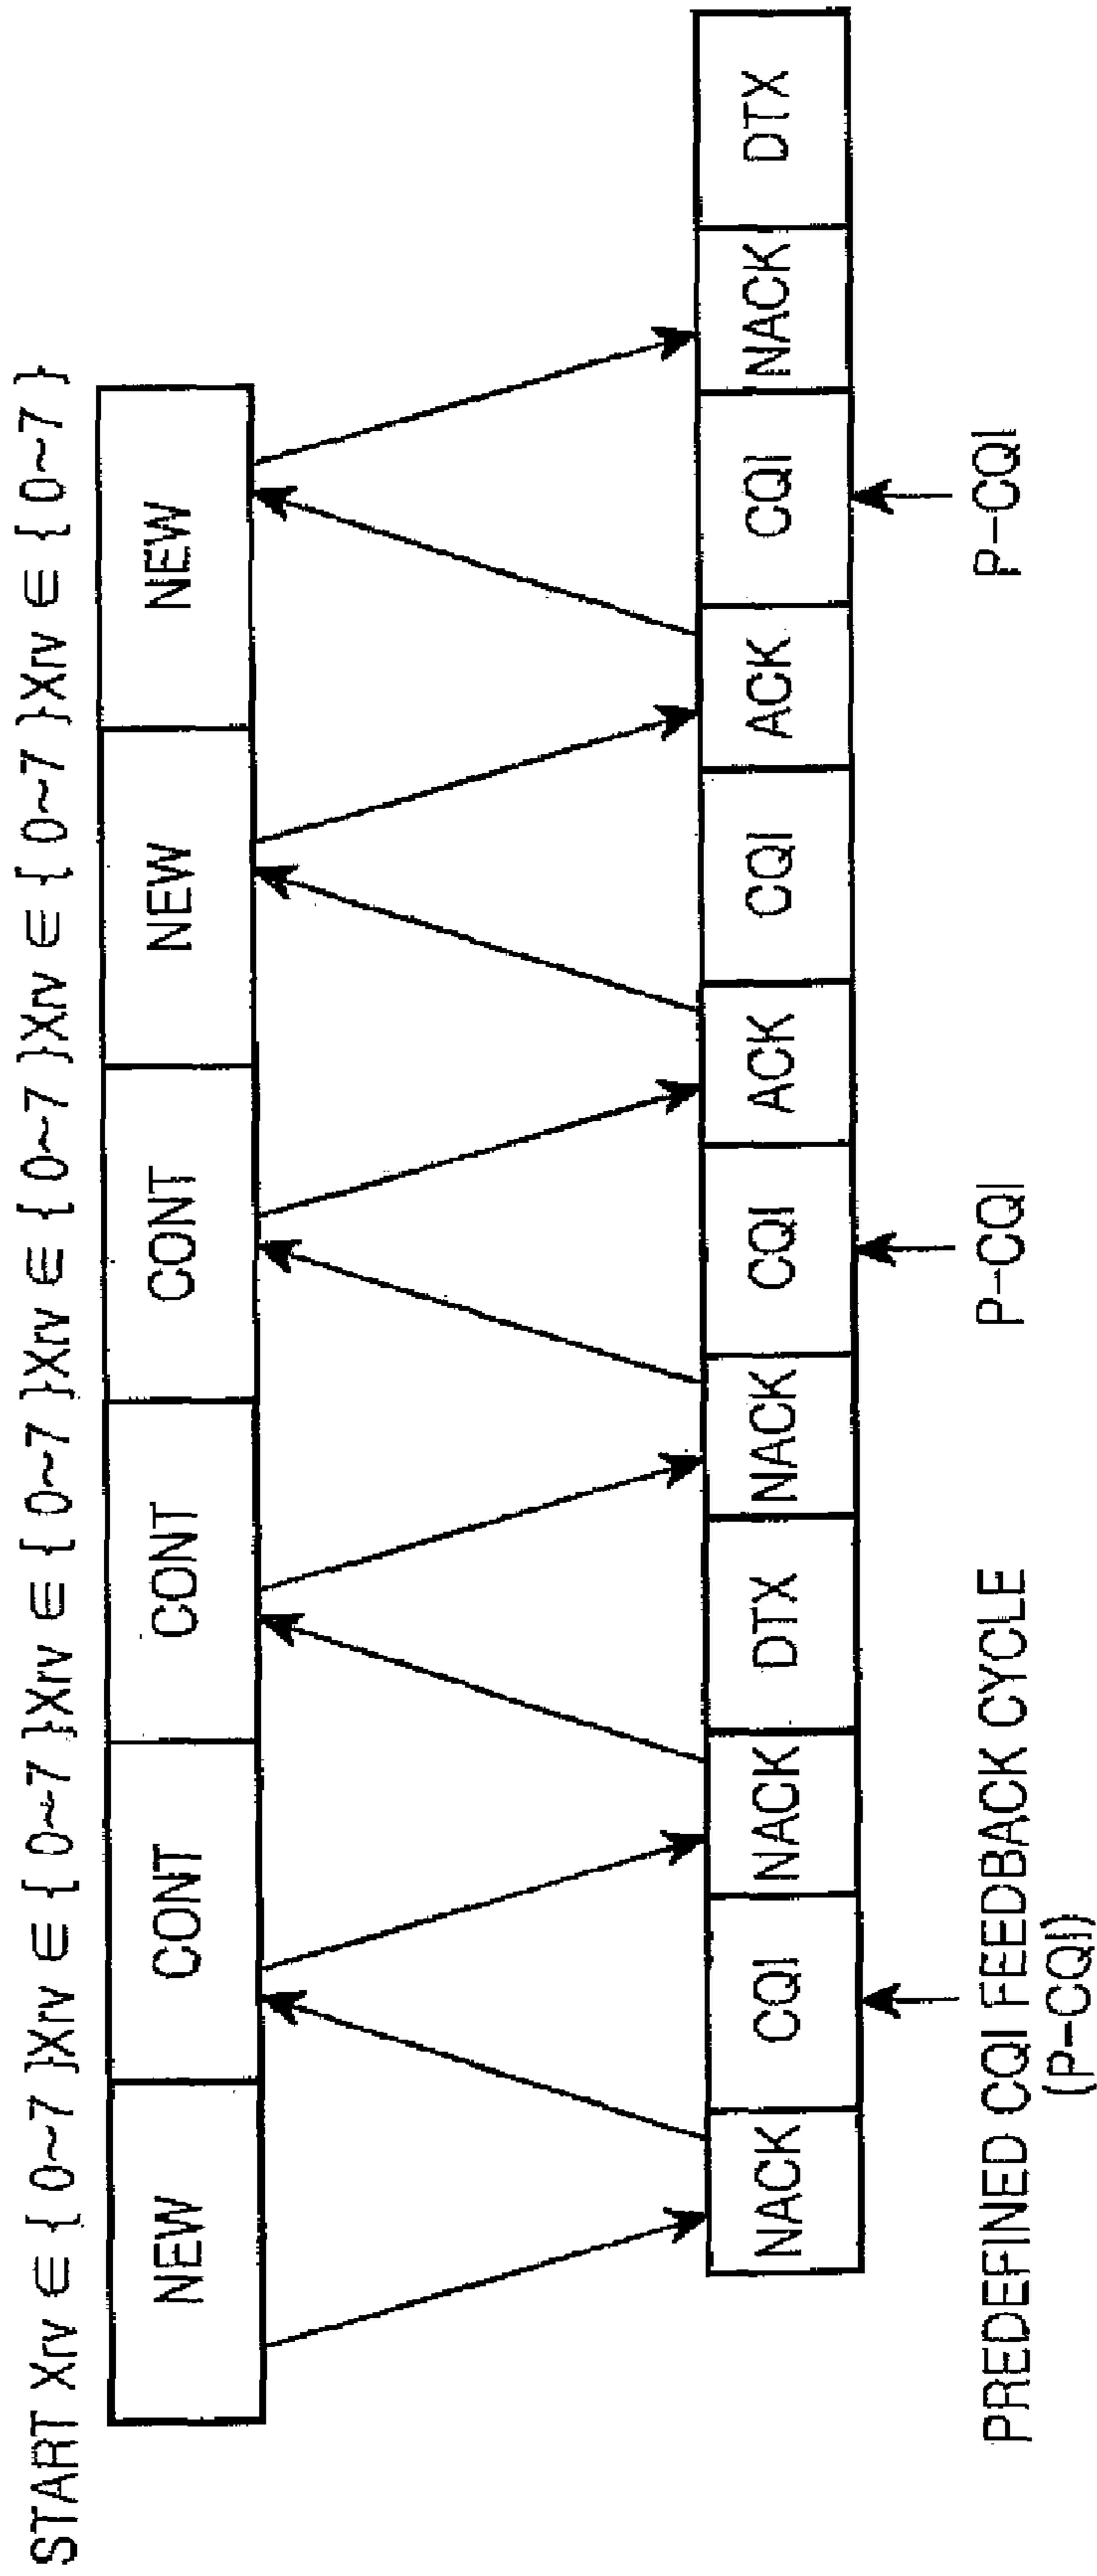 START Xrv ∈ { 0~7 }Xrv ∈ { 0~7 }Xrv ∈ { 0~7 }Xrv ∈ { 0~7 }Xrv ∈ { 0~7 }Xrv ∈ { 0~7 }
NEW CONT CONT CONT NEW NEW
NACK CQI NACK DTX NACK CQI ACK CQI ACK CQI NACK DTX
P-CQI P-CQI
PREDEFINED CQI FEEDBACK CYCLE
(P-CQI)